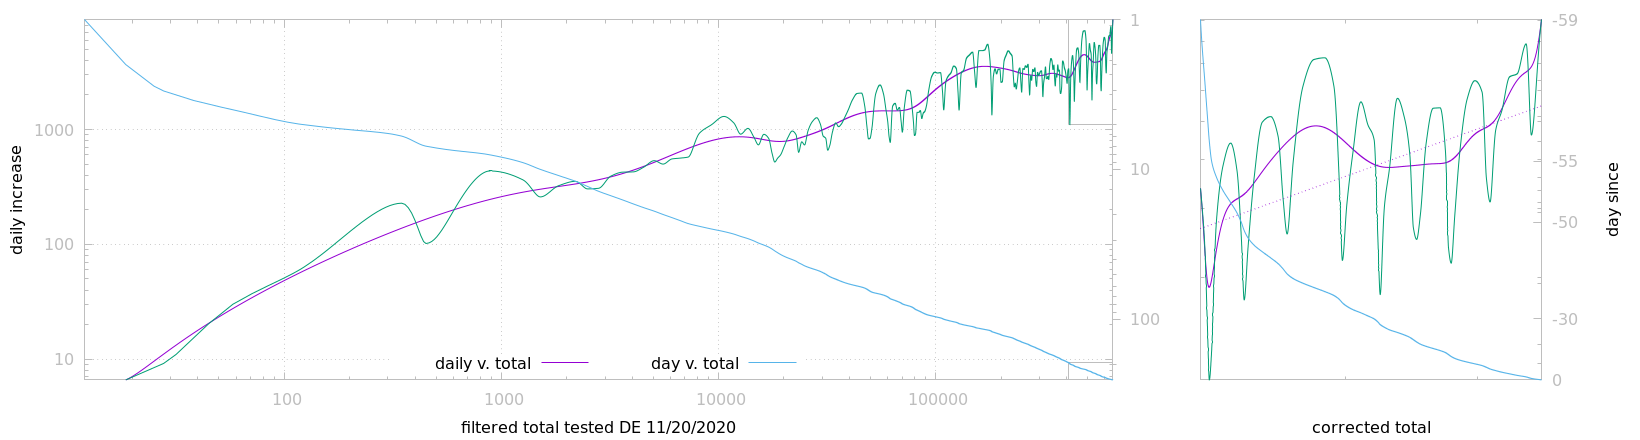 daily increase
1000
100
10
100
1000
10000
100000
filtered total tested DE 11/20/2020
daily v. total
day v. total
1
10
100
-59
-55
-50
-30
0
day since
corrected total